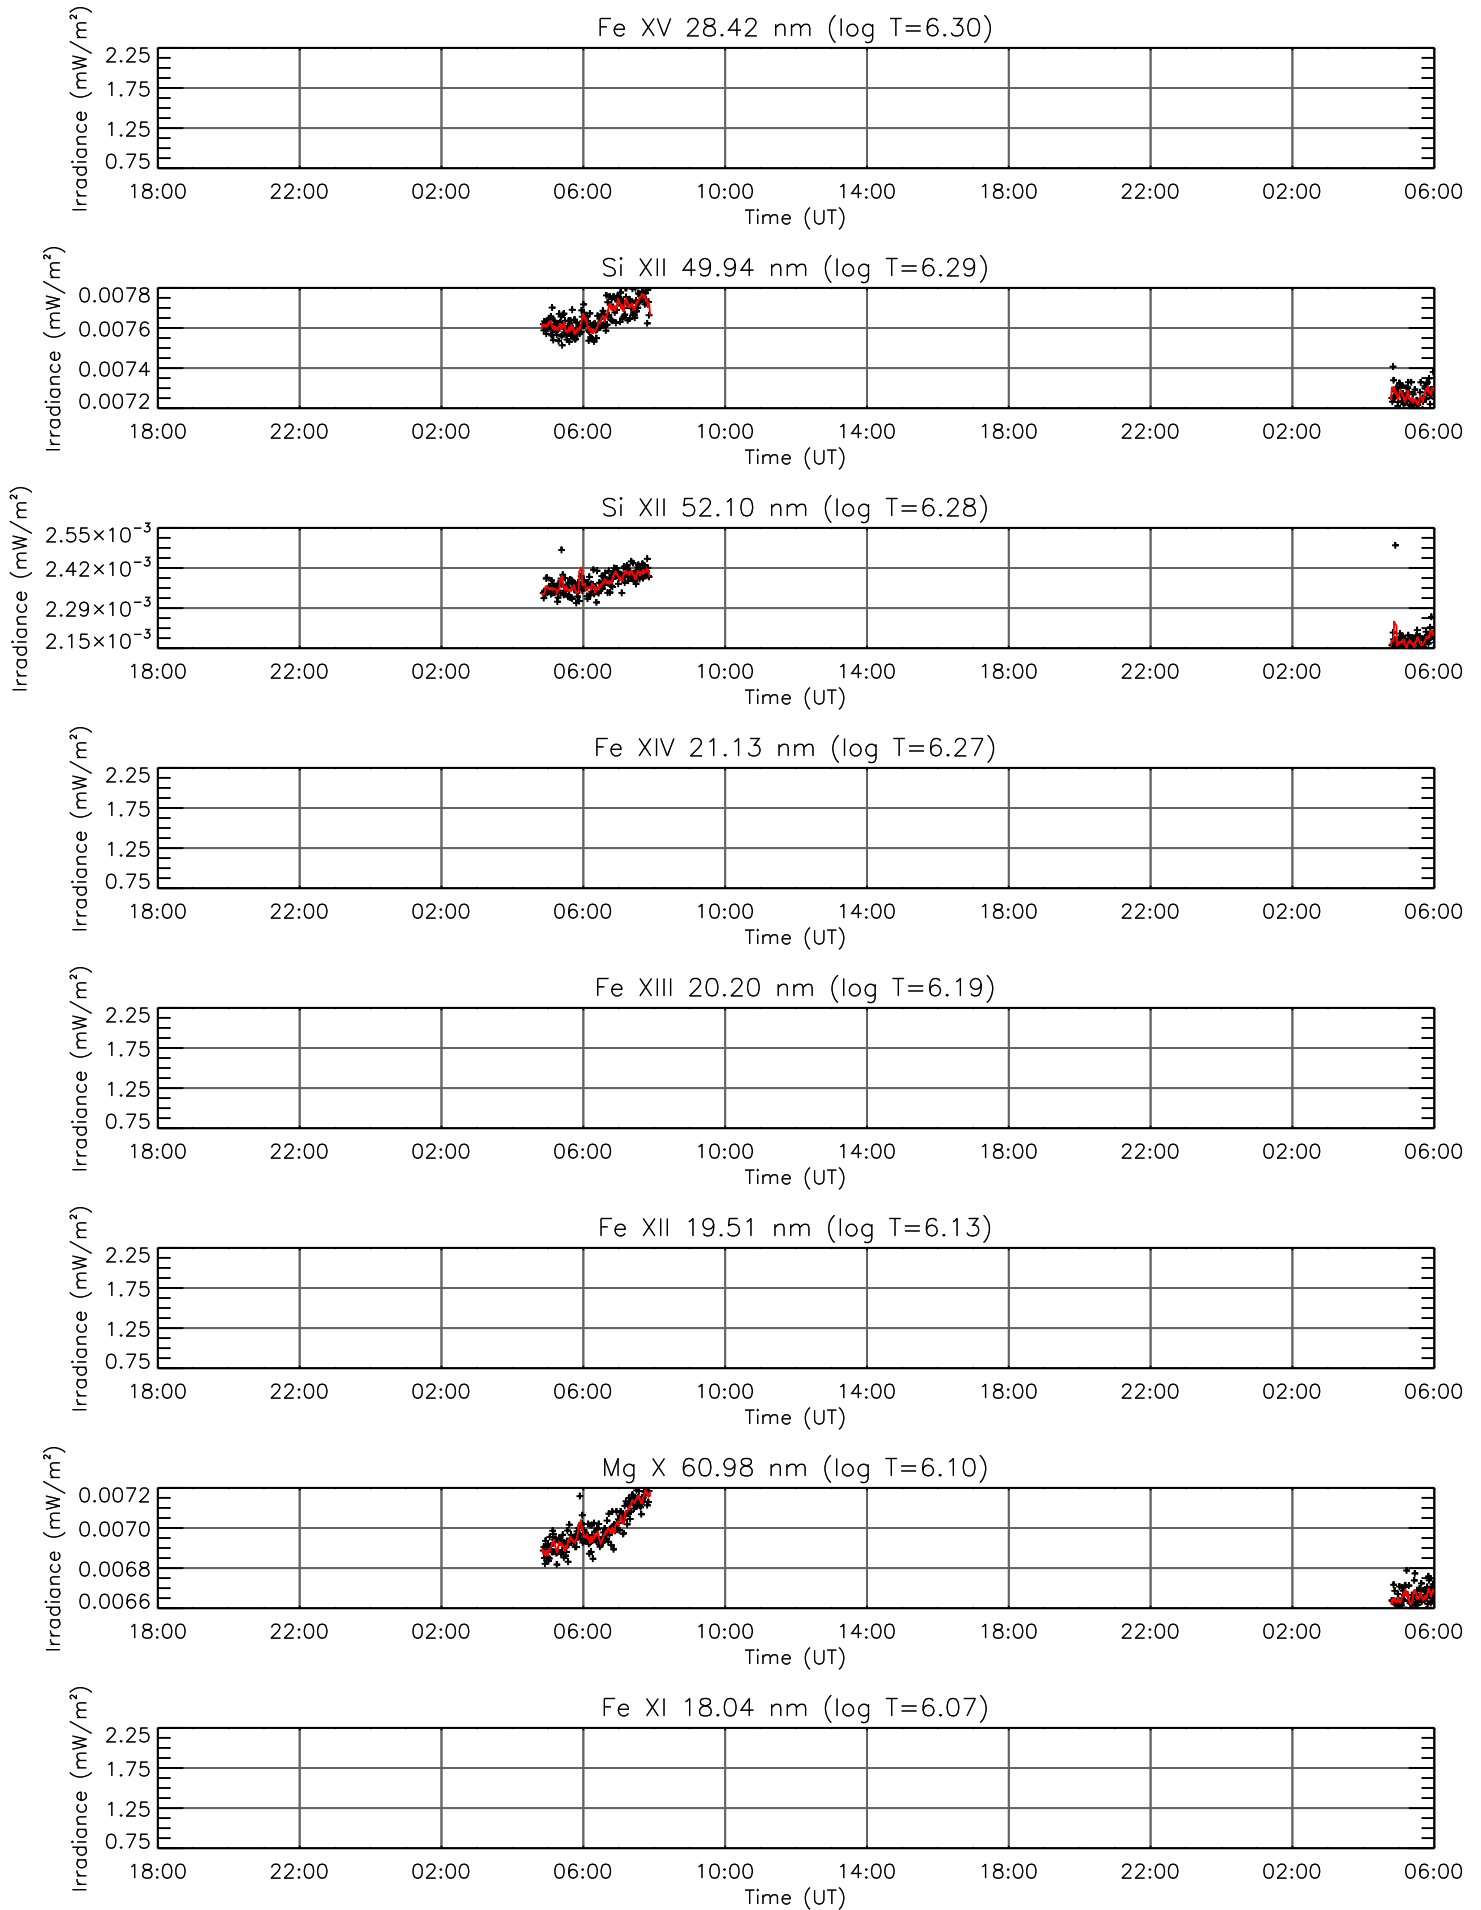 Fe XV 28.42 nm (log T=6.30)
Irradiance (mW/m²)
2.25
1.75
1.25
0.75
18:00 22:00 02:00 06:00 10:00 14:00 18:00 22:00 02:00 06:00
Time (UT)
Si XII 49.94 nm (log T=6.29)
Irradiance (mW/m²)
0.0078
0.0076
0.0074
0.0072
18:00 22:00 02:00 06:00 10:00 14:00 18:00 22:00 02:00 06:00
Time (UT)
Si XII 52.10 nm (log T=6.28)
Irradiance (mW/m²)
2.55×10⁻³
2.42×10⁻³
2.29×10⁻³
2.15×10⁻³
18:00 22:00 02:00 06:00 10:00 14:00 18:00 22:00 02:00 06:00
Time (UT)
Fe XIV 21.13 nm (log T=6.27)
Irradiance (mW/m²)
2.25
1.75
1.25
0.75
18:00 22:00 02:00 06:00 10:00 14:00 18:00 22:00 02:00 06:00
Time (UT)
Fe XIII 20.20 nm (log T=6.19)
Irradiance (mW/m²)
2.25
1.75
1.25
0.75
18:00 22:00 02:00 06:00 10:00 14:00 18:00 22:00 02:00 06:00
Time (UT)
Fe XII 19.51 nm (log T=6.13)
Irradiance (mW/m²)
2.25
1.75
1.25
0.75
18:00 22:00 02:00 06:00 10:00 14:00 18:00 22:00 02:00 06:00
Time (UT)
Mg X 60.98 nm (log T=6.10)
Irradiance (mW/m²)
0.0072
0.0070
0.0068
0.0066
18:00 22:00 02:00 06:00 10:00 14:00 18:00 22:00 02:00 06:00
Time (UT)
Fe XI 18.04 nm (log T=6.07)
Irradiance (mW/m²)
2.25
1.75
1.25
0.75
18:00 22:00 02:00 06:00 10:00 14:00 18:00 22:00 02:00 06:00
Time (UT)